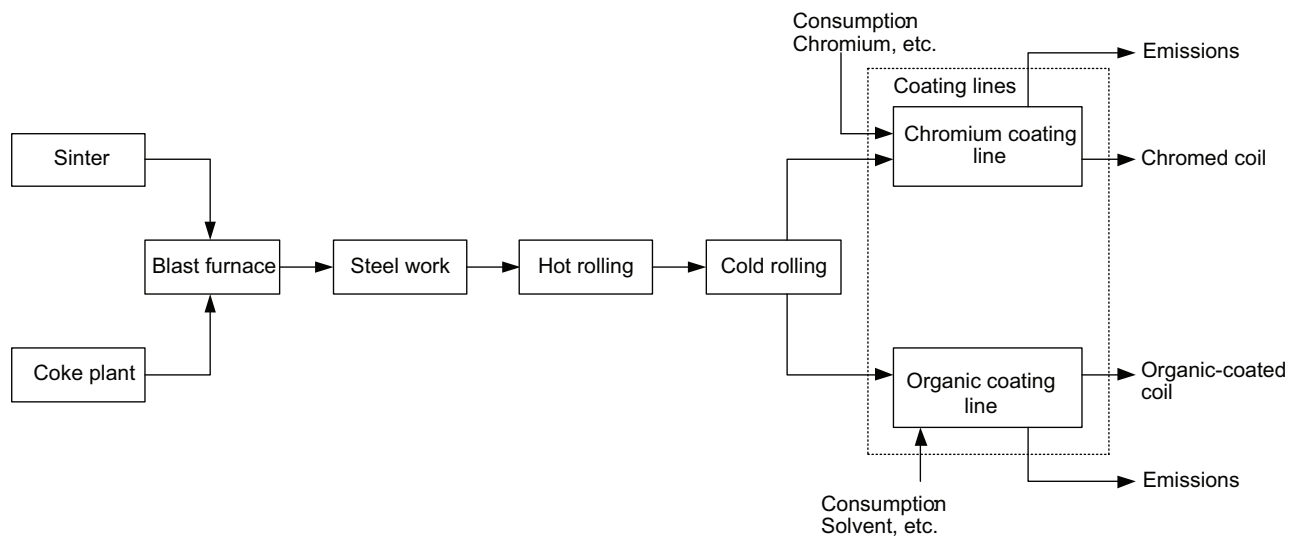 Consumption
Chromium, etc.
Emissions
Coating lines
Chromium coating
line
Chromed coil
Sinter
Blast furnace
Steel work
Hot rolling
Cold rolling
Coke plant
Organic coating
line
Organic-coated
coil
Emissions
Consumption
Solvent, etc.